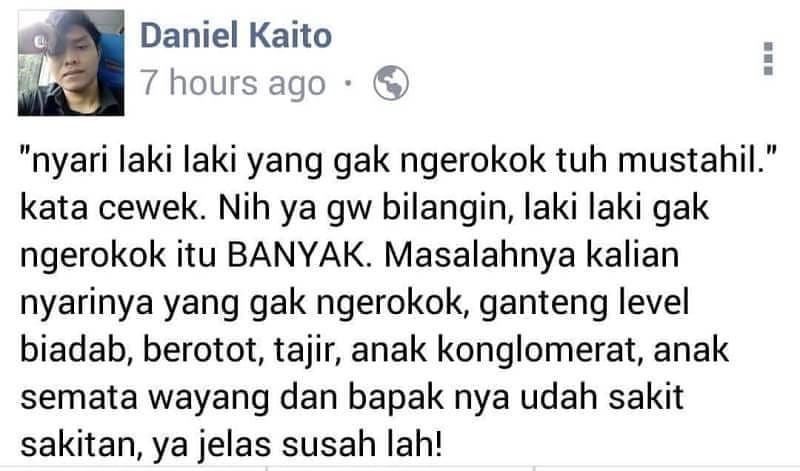 Daniel Kaito
7 hours ago ·
"nyari laki laki yang gak ngerokok tuh mustahil."
kata cewek. Nih ya gw bilangin, laki laki gak
ngerokok itu BANYAK. Masalahnya kalian
nyarinya yang gak ngerokok, ganteng level
biadab, berotot, tajir, anak konglomerat, anak
semata wayang dan bapak nya udah sakit
sakitan, ya jelas susah lah!